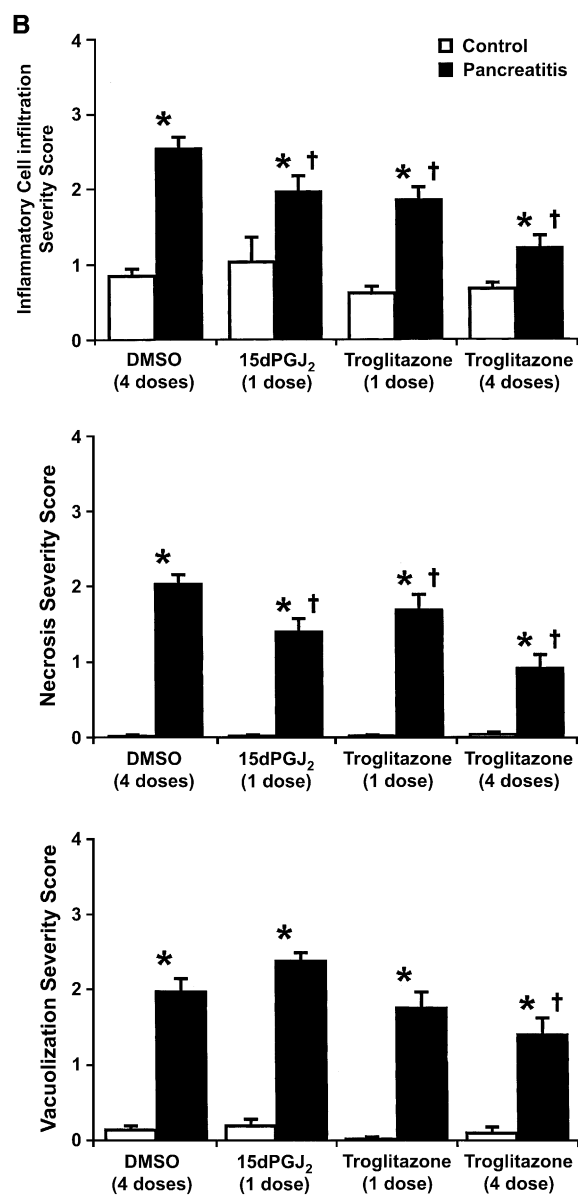 B
Control
Pancreatitis
Inflammatory Cell infiltration
Severity Score
4
3
2
1
0
*
* †
* †
* †
DMSO
(4 doses)
15dPGJ₂
(1 dose)
Troglitazone
(1 dose)
Troglitazone
(4 doses)
Necrosis Severity Score
4
3
2
1
0
*
* †
* †
* †
DMSO
(4 doses)
15dPGJ₂
(1 dose)
Troglitazone
(1 dose)
Troglitazone
(4 doses)
Vacuolization Severity Score
4
3
2
1
0
*
*
*
* †
DMSO
(4 doses)
15dPGJ₂
(1 dose)
Troglitazone
(1 dose)
Troglitazone
(4 dose)